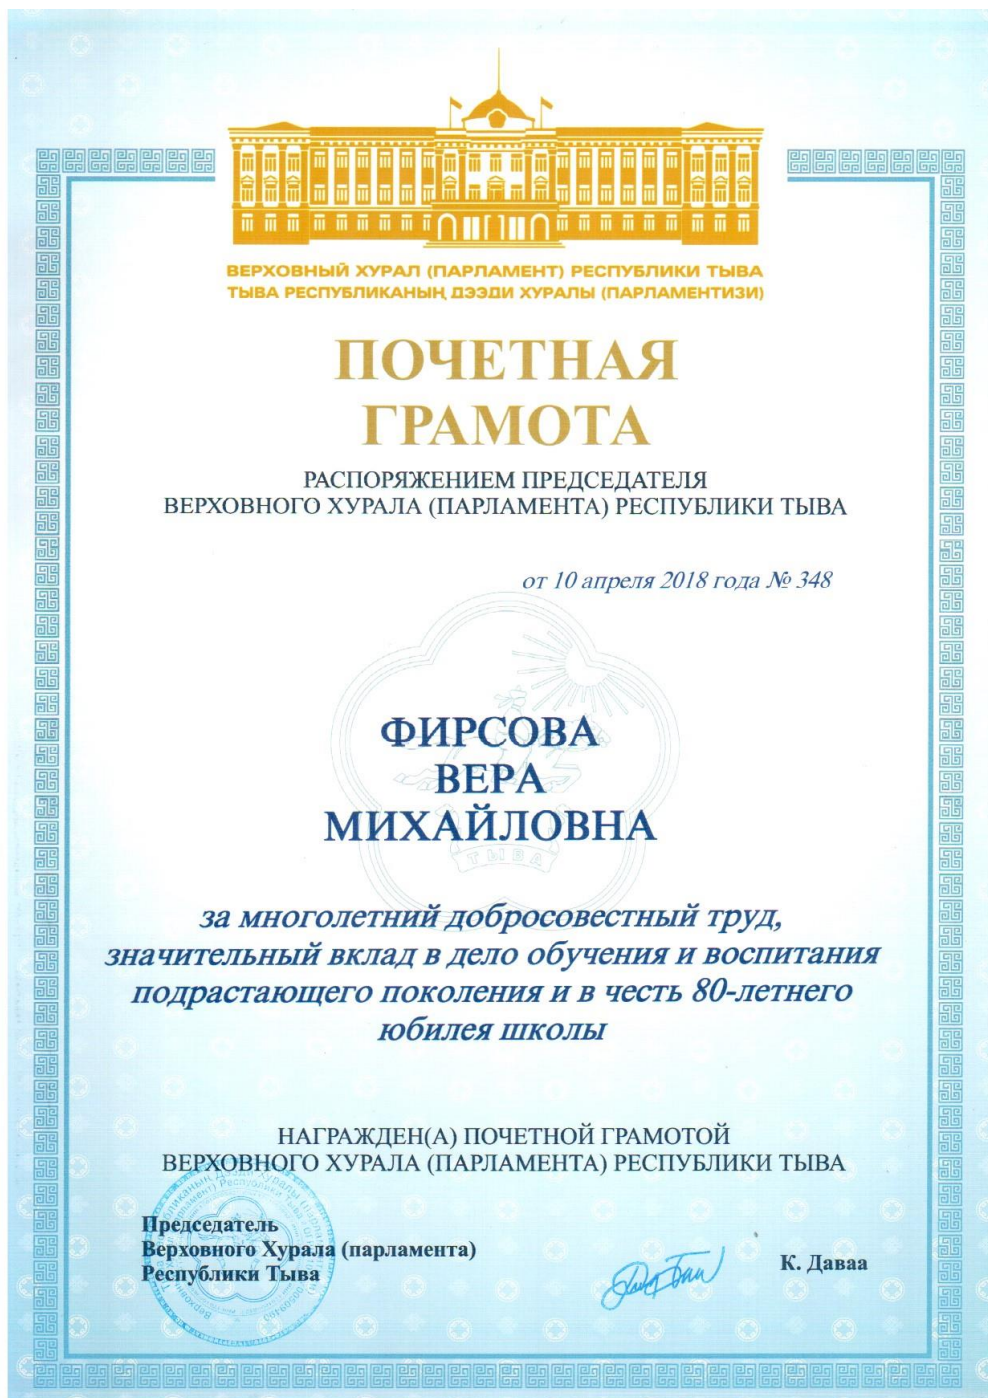 ВЕРХОВНЫЙ ХУРАЛ (ПАРЛАМЕНТ) РЕСПУБЛИКИ ТЫВА
ТЫВА РЕСПУБЛИКАНЫӉ ДЭЭДИ ХУРАЛЫ (ПАРЛАМЕНТИЗИ)
ПОЧЕТНАЯ
ГРАМОТА
РАСПОРЯЖЕНИЕМ ПРЕДСЕДАТЕЛЯ
ВЕРХОВНОГО ХУРАЛА (ПАРЛАМЕНТА) РЕСПУБЛИКИ ТЫВА
от 10 апреля 2018 года № 348
ФИРСОВА
ВЕРА
МИХАЙЛОВНА
ТЫВА
за многолетний добросовестный труд,
значительный вклад в дело обучения и воспитания
подрастающего поколения и в честь 80-летнего
юбилея школы
НАГРАЖДЕН(А) ПОЧЕТНОЙ ГРАМОТОЙ
ВЕРХОВНОГО ХУРАЛА (ПАРЛАМЕНТА) РЕСПУБЛИКИ ТЫВА
Председатель
Верховного Хурала (парламента)
Республики Тыва
К. Даваа